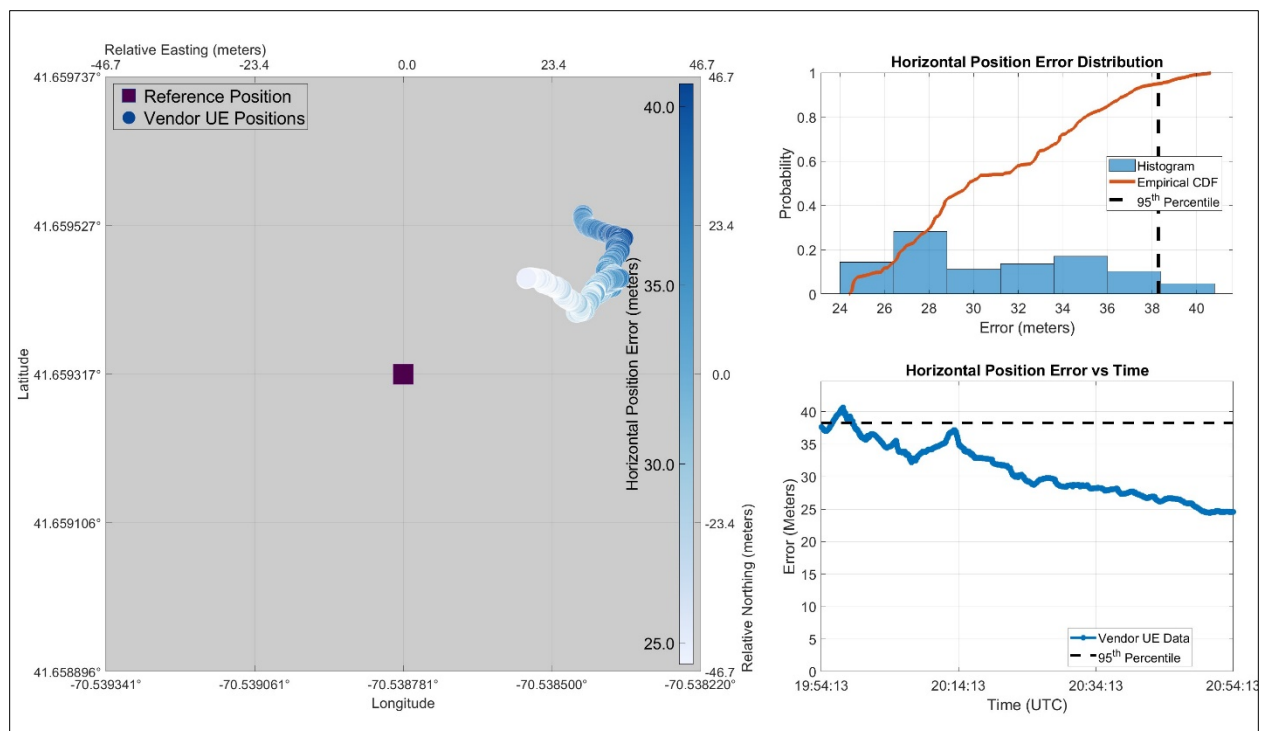 Relative Easting (meters)
-46.7 -23.4 0.0 23.4 46.7
41.659737°
41.659527°
41.659317°
41.659106°
41.658896°
Latitude
Reference Position
Vendor UE Positions
40.0
35.0
30.0
25.0
Horizontal Position Error (meters)
46.7
23.4
0.0
-23.4
-46.7
Relative Northing (meters)
-70.539341° -70.539061° -70.538781° -70.538500° -70.538220°
Longitude
Horizontal Position Error Distribution
1
0.8
0.6
0.4
0.2
0
Probability
Histogram
Empirical CDF
95th Percentile
24 26 28 30 32 34 36 38 40
Error (meters)
Horizontal Position Error vs Time
40
35
30
25
20
15
10
5
0
Error (Meters)
Vendor UE Data
95th Percentile
19:54:13 20:14:13 20:34:13 20:54:13
Time (UTC)